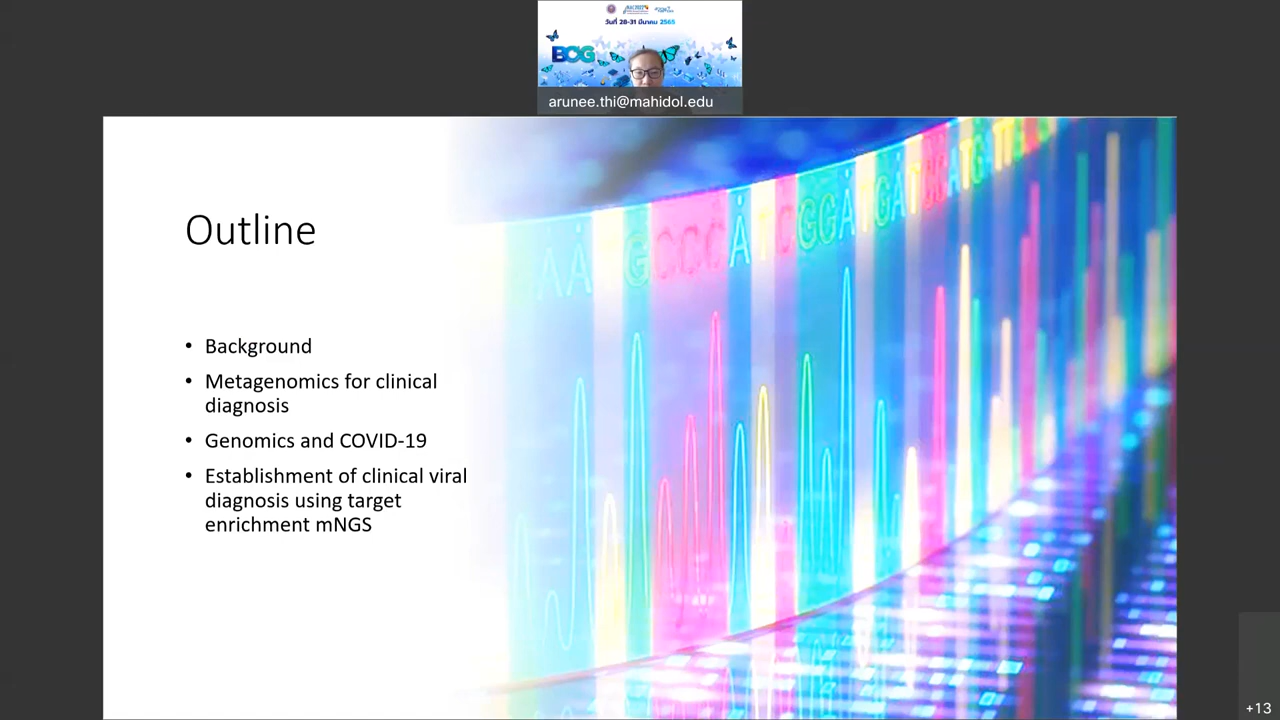 วันที่ 28-31 มีนาคม 2565
BCG
arunee.thi@mahidol.edu
Outline
• Background
• Metagenomics for clinical
diagnosis
• Genomics and COVID-19
• Establishment of clinical viral
diagnosis using target
enrichment mNGS
+13